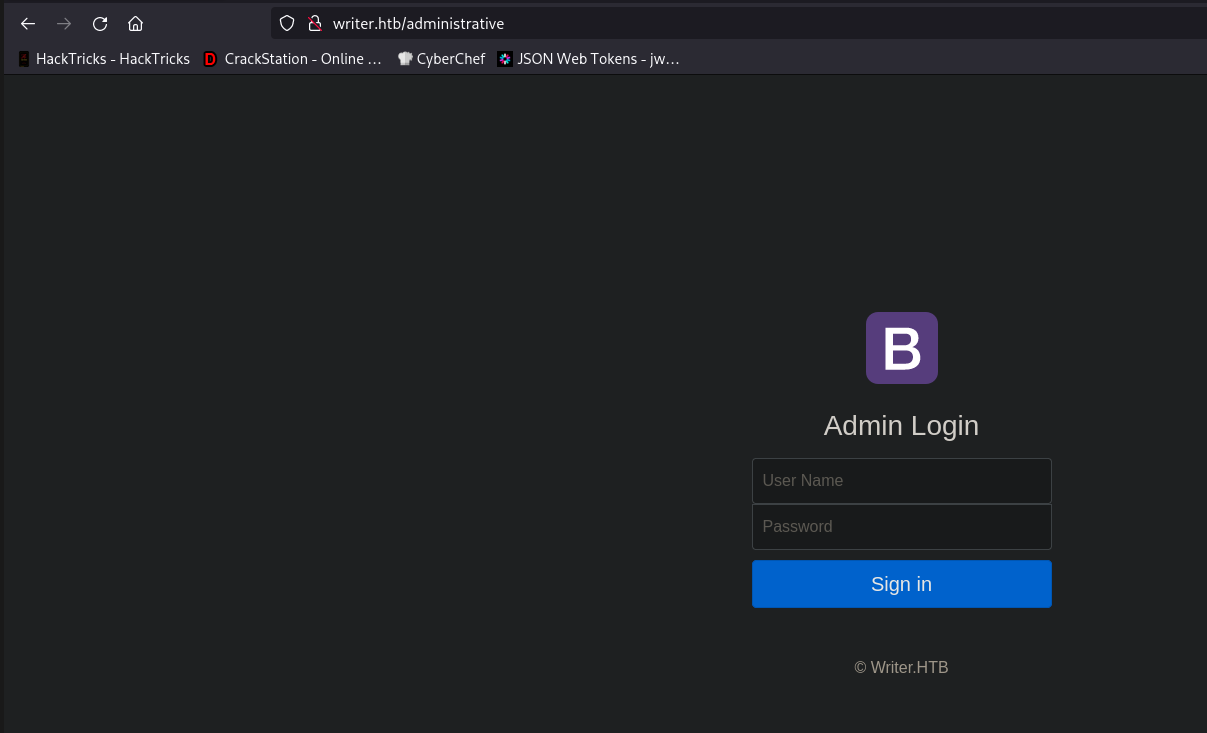 writer.htb/administrative
HackTricks - HackTricks D CrackStation - Online ... CyberChef JSON Web Tokens - jw...
B
Admin Login
User Name
Password
Sign in
© Writer.HTB